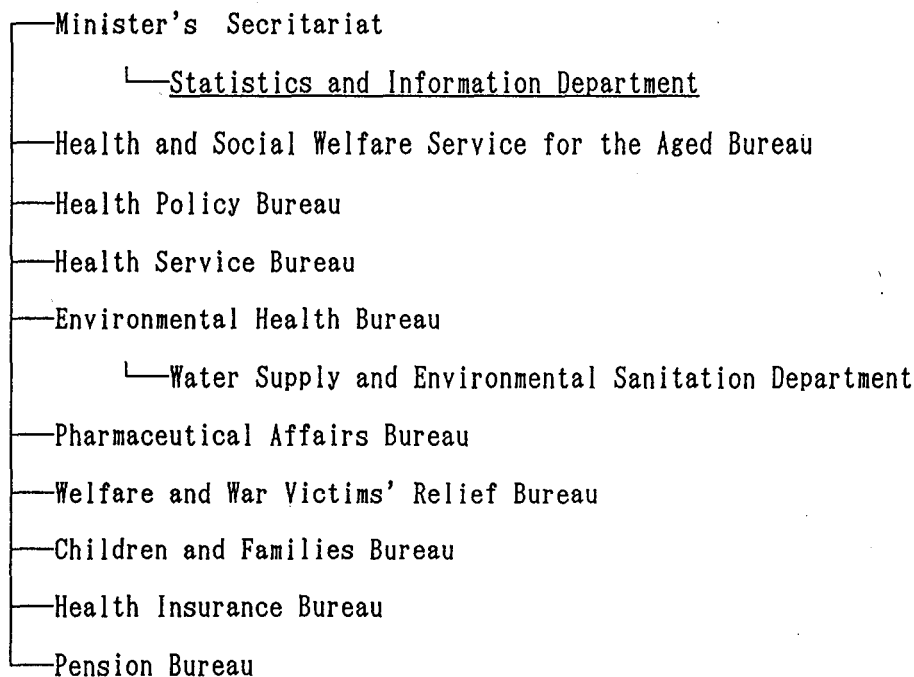 Minister's Secritariat
Statistics and Information Department
Health and Social Welfare Service for the Aged Bureau
Health Policy Bureau
Health Service Bureau
Environmental Health Bureau
Water Supply and Environmental Sanitation Department
Pharmaceutical Affairs Bureau
Welfare and War Victims' Relief Bureau
Children and Families Bureau
Health Insurance Bureau
Pension Bureau